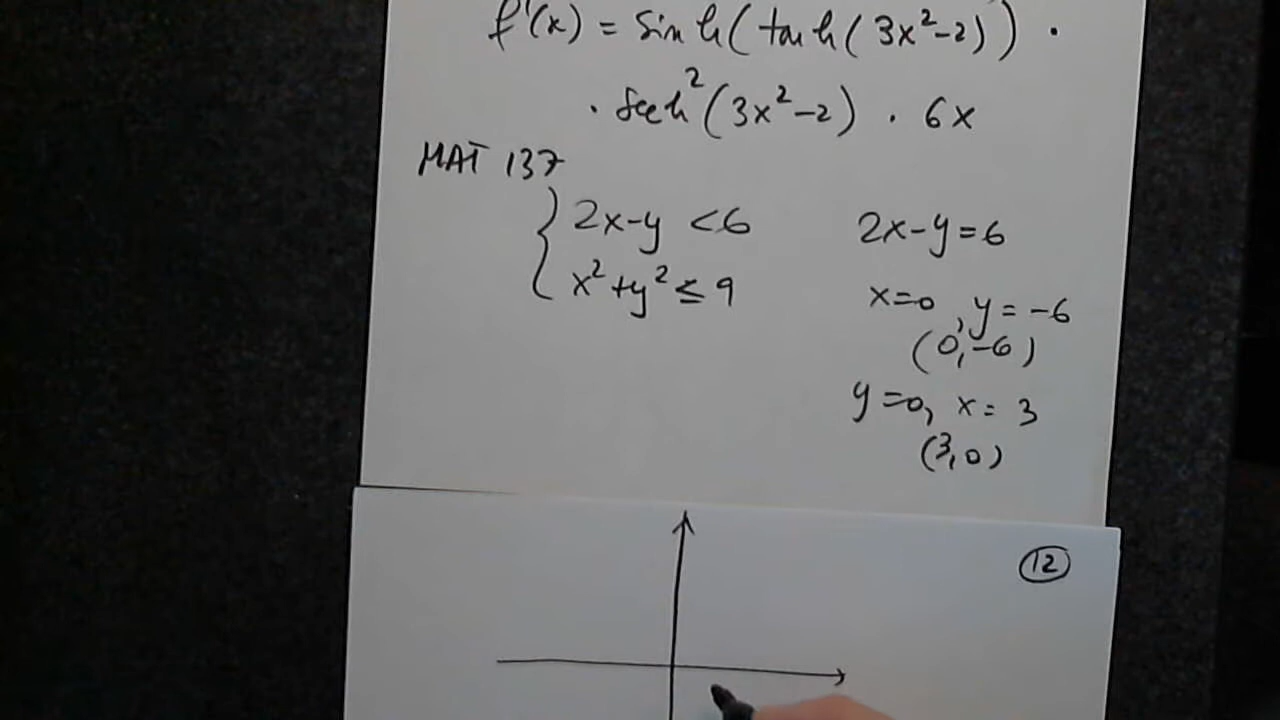 f'(x) = sinh(tanh(3x²-2)) ·
· sech²(3x²-2) · 6x
MAT 137
{ 2x-y < 6
x²+y² ≤ 9
2x-y=6
x=0, y=-6
(0,-6)
y=0, x=3
(3,0)
12